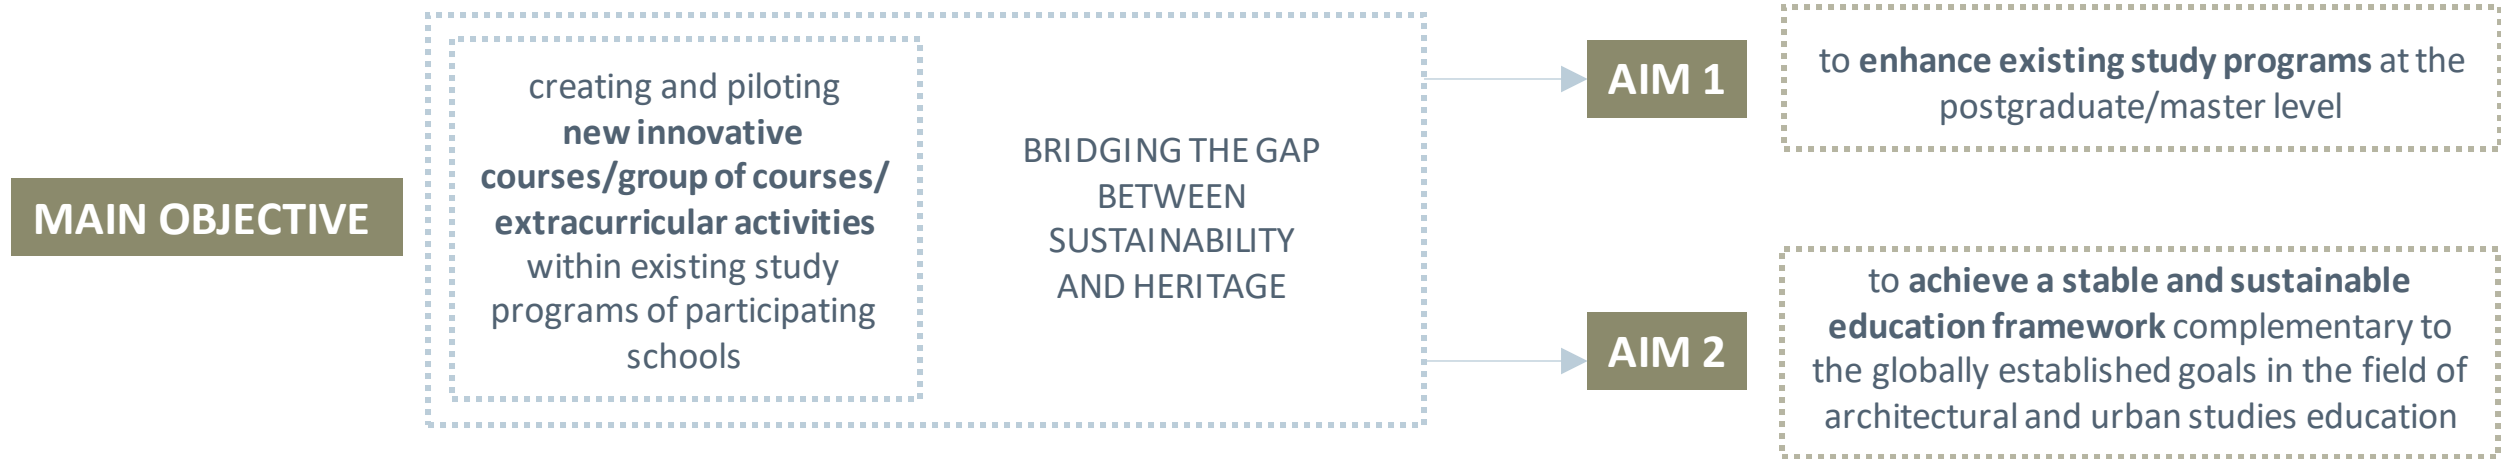 MAIN OBJECTIVE
creating and piloting
new innovative
courses/group of courses/
extracurricular activities
within existing study
programs of participating
schools
BRIDGING THE GAP
BETWEEN
SUSTAINABILITY
AND HERITAGE
AIM 1
to enhance existing study programs at the
postgraduate/master level
AIM 2
to achieve a stable and sustainable
education framework complementary to
the globally established goals in the field of
architectural and urban studies education